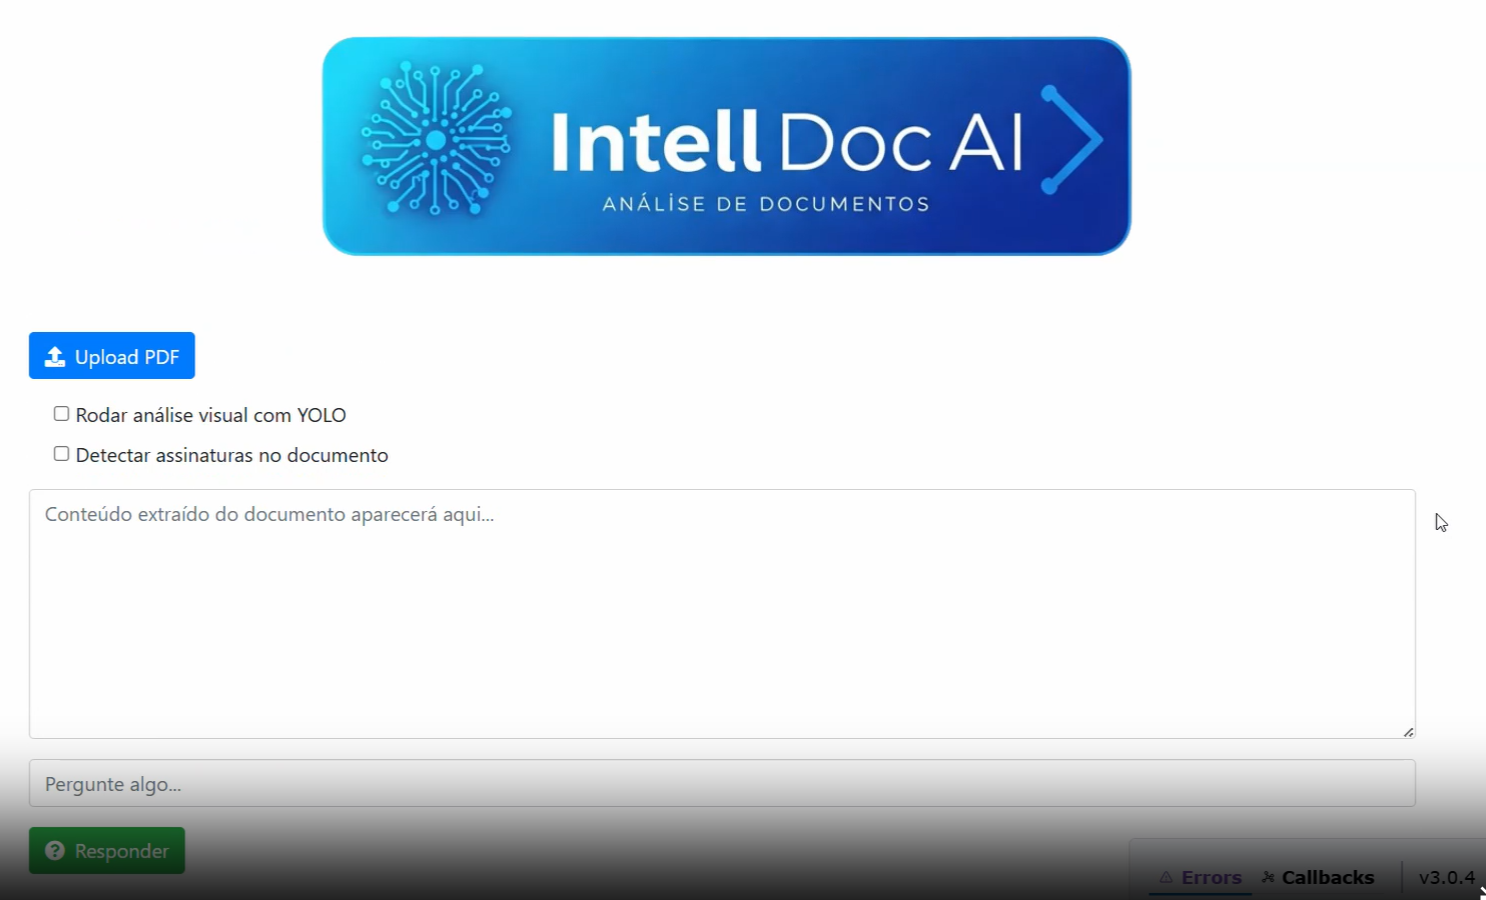 Intell Doc AI
ANÁLISE DE DOCUMENTOS
Upload PDF
Rodar análise visual com YOLO
Detectar assinaturas no documento
Conteúdo extraído do documento aparecerá aqui...
Pergunte algo...
Responder
Errors Callbacks v3.0.4